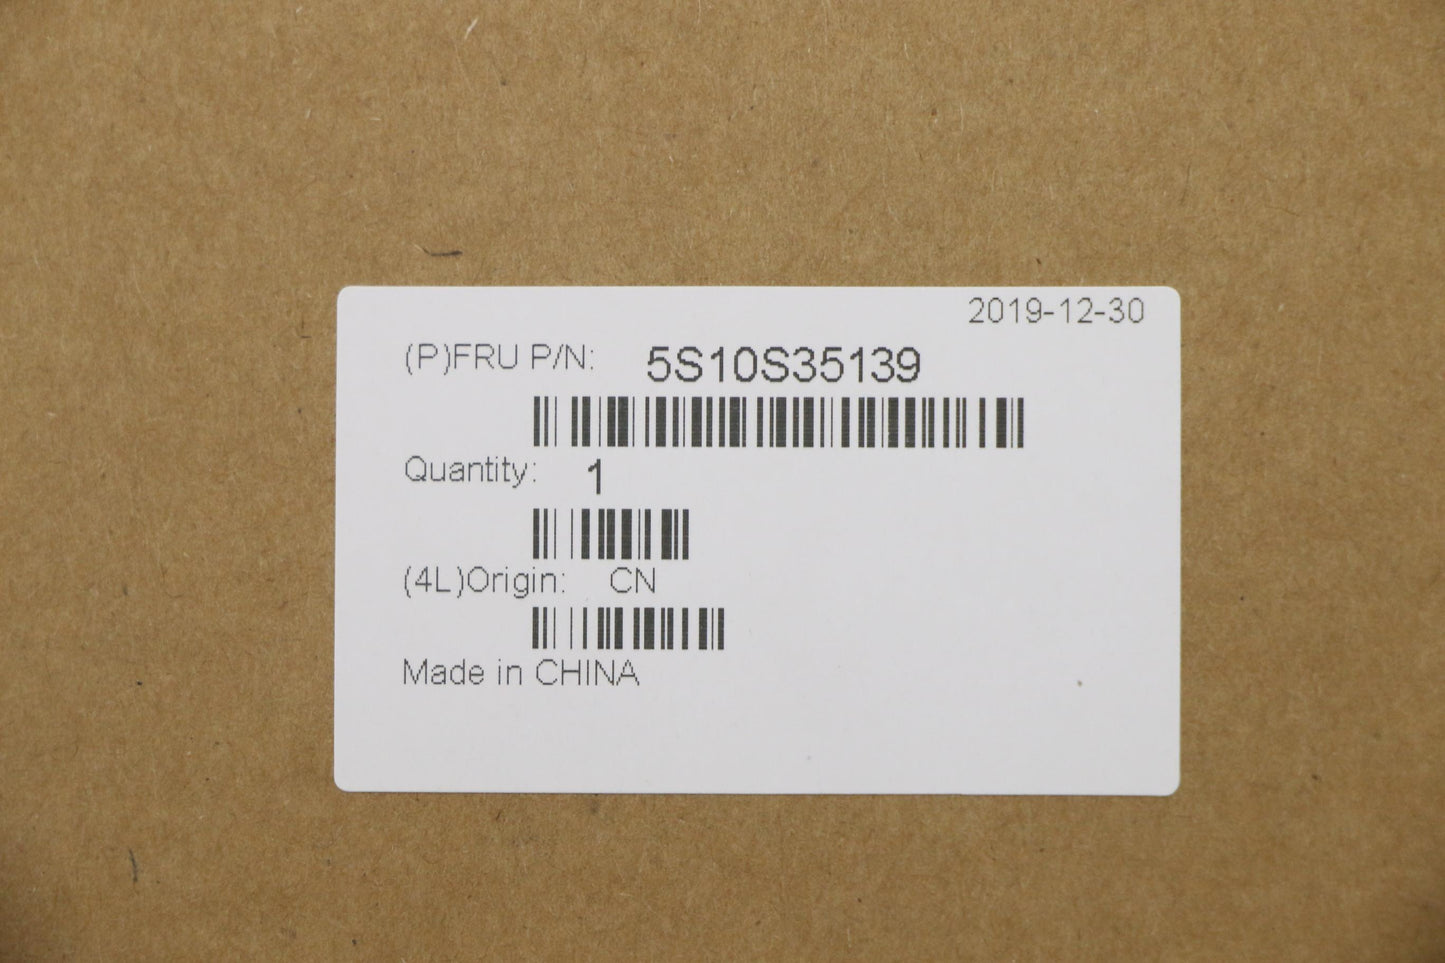 2019-12-30
(P)FRU P/N: 5S10S35139
Quantity: 1
(4L)Origin: CN
Made in CHINA